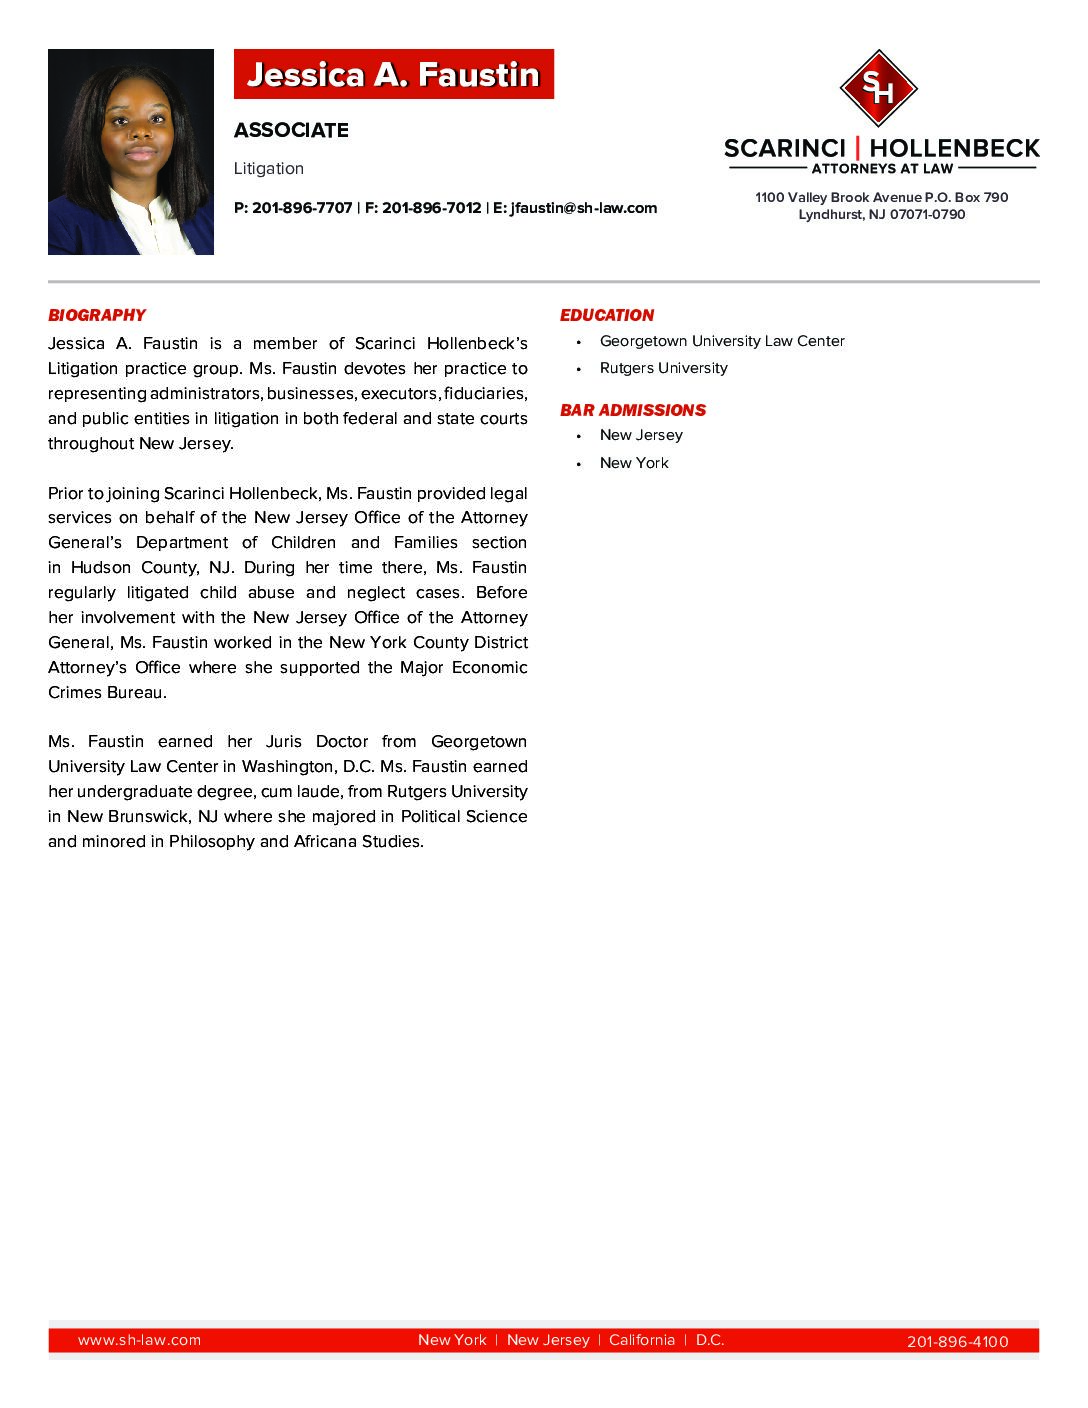 Jessica A. Faustin
ASSOCIATE
Litigation
P: 201-896-7707 | F: 201-896-7012 | E: jfaustin@sh-law.com
SH
SCARINCI | HOLLENBECK
ATTORNEYS AT LAW
1100 Valley Brook Avenue P.O. Box 790
Lyndhurst, NJ 07071-0790
BIOGRAPHY
Jessica A. Faustin is a member of Scarinci Hollenbeck’s
Litigation practice group. Ms. Faustin devotes her practice to
representing administrators, businesses, executors, fiduciaries,
and public entities in litigation in both federal and state courts
throughout New Jersey.
Prior to joining Scarinci Hollenbeck, Ms. Faustin provided legal
services on behalf of the New Jersey Office of the Attorney
General’s Department of Children and Families section
in Hudson County, NJ. During her time there, Ms. Faustin
regularly litigated child abuse and neglect cases. Before
her involvement with the New Jersey Office of the Attorney
General, Ms. Faustin worked in the New York County District
Attorney’s Office where she supported the Major Economic
Crimes Bureau.
Ms. Faustin earned her Juris Doctor from Georgetown
University Law Center in Washington, D.C. Ms. Faustin earned
her undergraduate degree, cum laude, from Rutgers University
in New Brunswick, NJ where she majored in Political Science
and minored in Philosophy and Africana Studies.
EDUCATION
• Georgetown University Law Center
• Rutgers University
BAR ADMISSIONS
• New Jersey
• New York
www.sh-law.com
New York | New Jersey | California | D.C.
201-896-4100